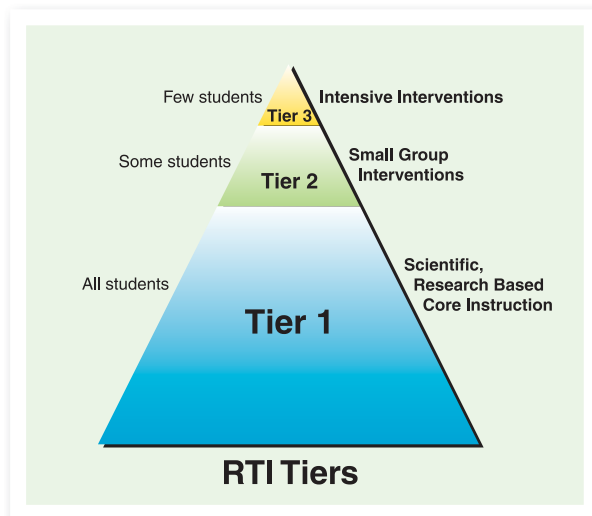 Few students
Intensive Interventions
Tier 3
Some students
Small Group
Interventions
Tier 2
All students
Scientific,
Research Based
Core Instruction
Tier 1
RTI Tiers